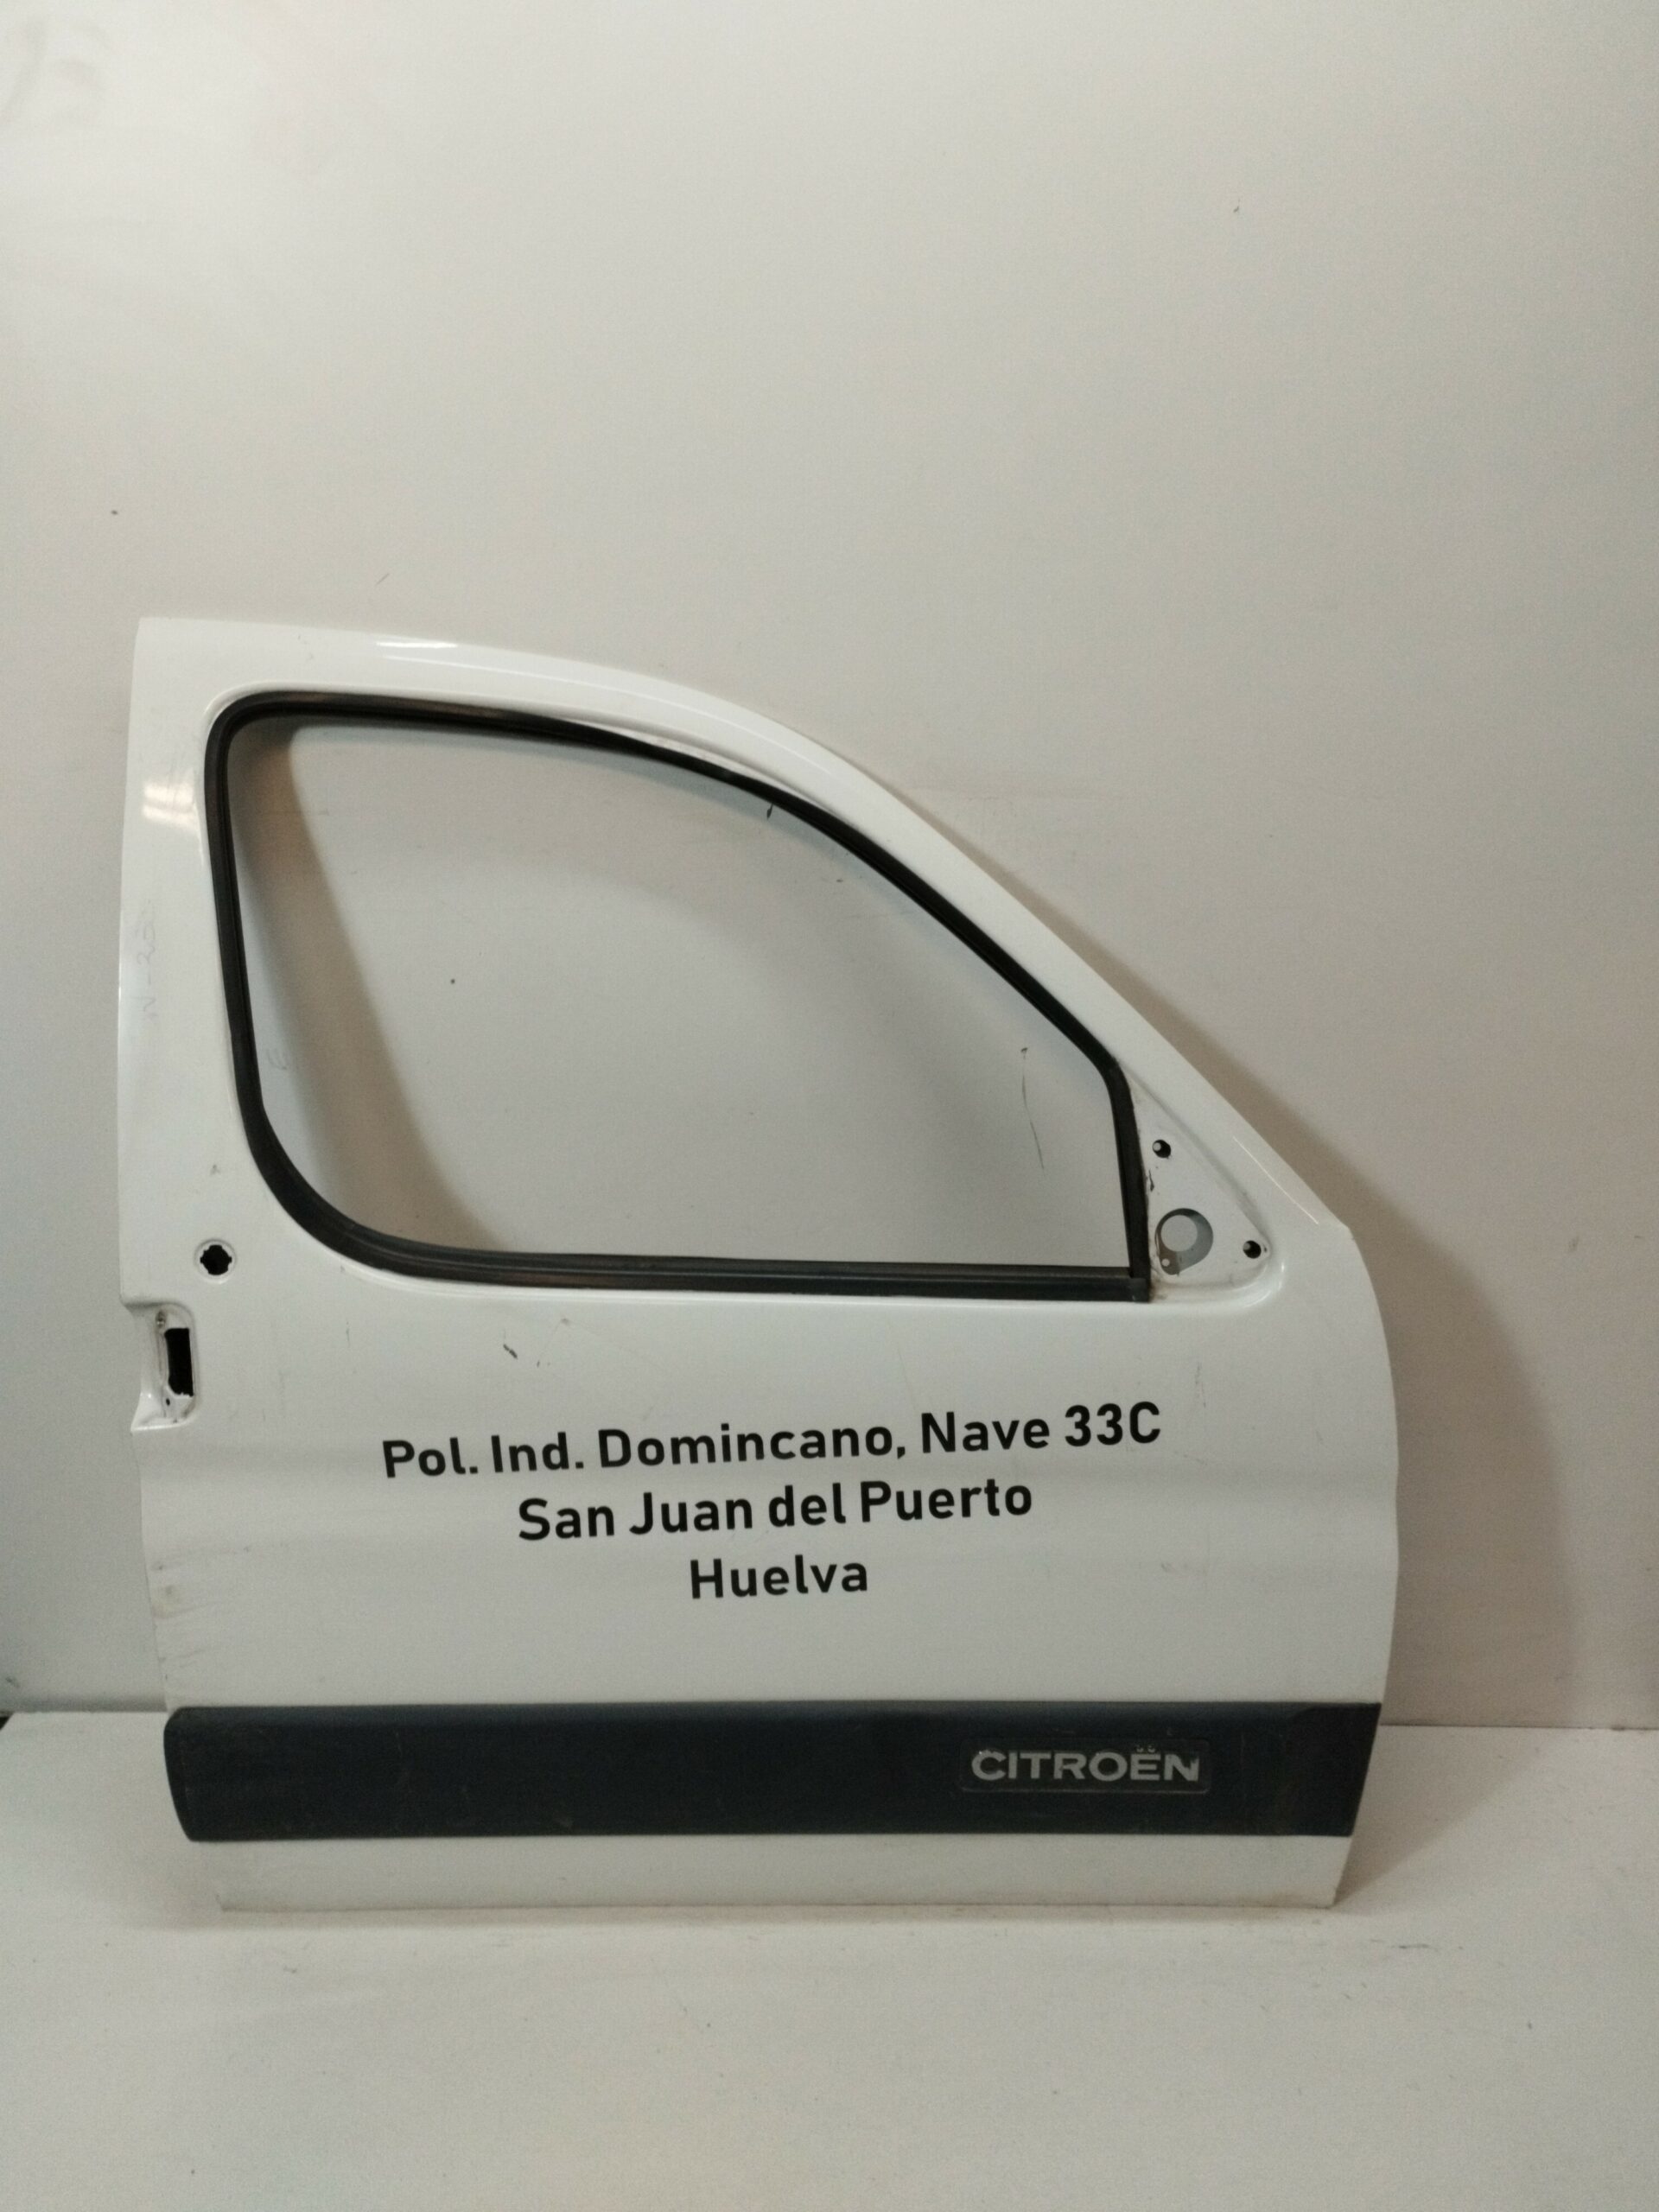 Pol. Ind. Domincano, Nave 33C
San Juan del Puerto
Huelva
CITROËN